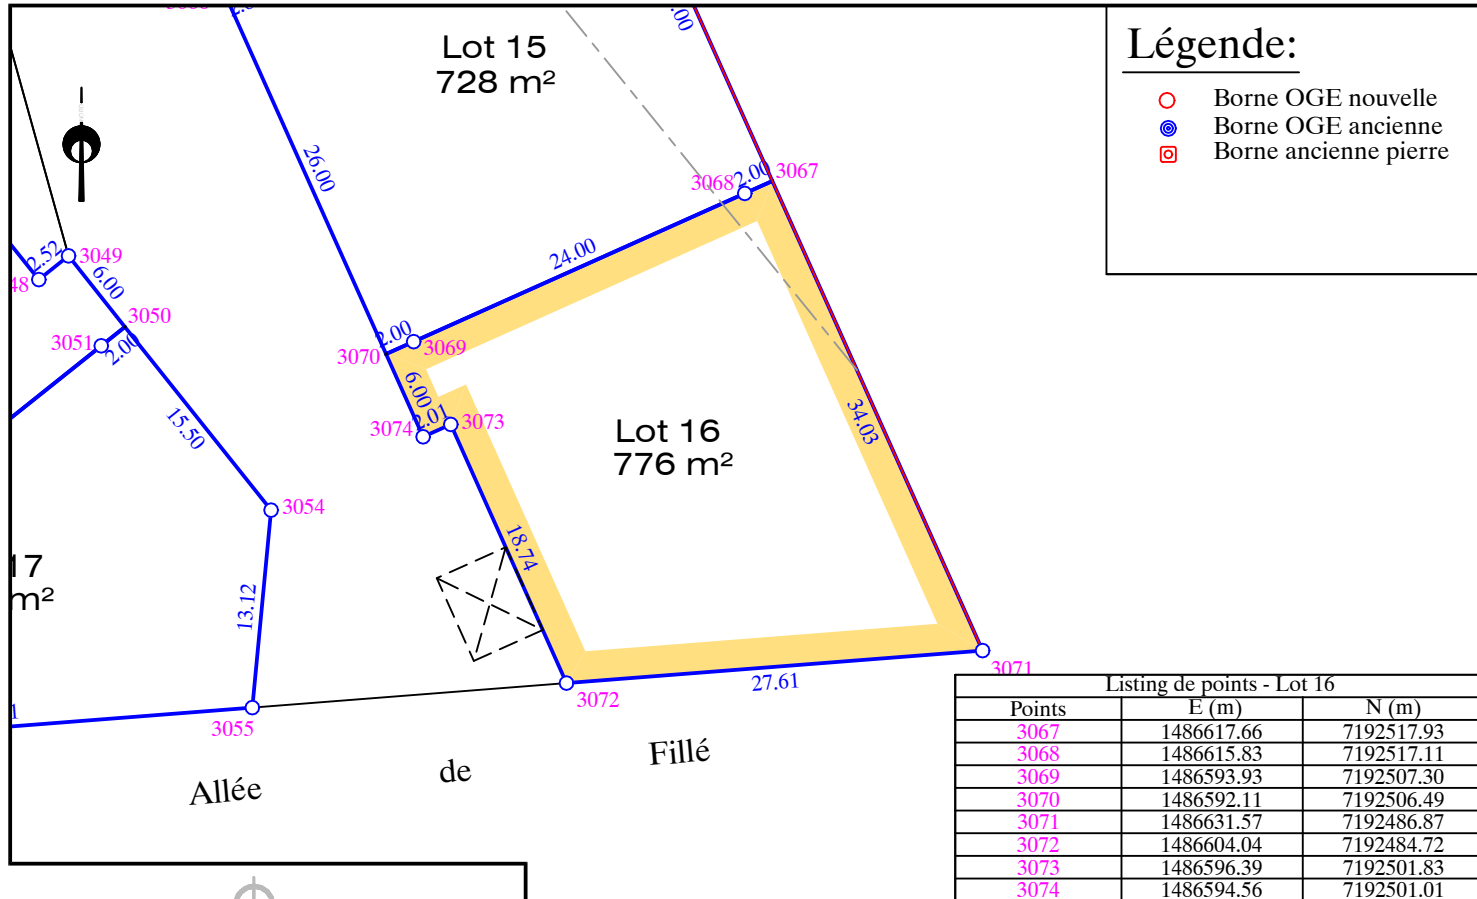 Légende:
Borne OGE nouvelle
Borne OGE ancienne
Borne ancienne pierre
Lot 15
728 m²
26.00
3068
2.00
3067
24.00
2.52
3049
48
6.00
3050
3051
2.00
2.00
3069
3070
6.00
2.01
3073
3074
15.50
34.03
Lot 16
776 m²
3054
18.74
17
m²
13.12
3071
27.61
3072
3055
1
Allée de Fillé
Listing de points - Lot 16
Points E (m) N (m)
3067 1486617.66 7192517.93
3068 1486615.83 7192517.11
3069 1486593.93 7192507.30
3070 1486592.11 7192506.49
3071 1486631.57 7192486.87
3072 1486604.04 7192484.72
3073 1486596.39 7192501.83
3074 1486594.56 7192501.01